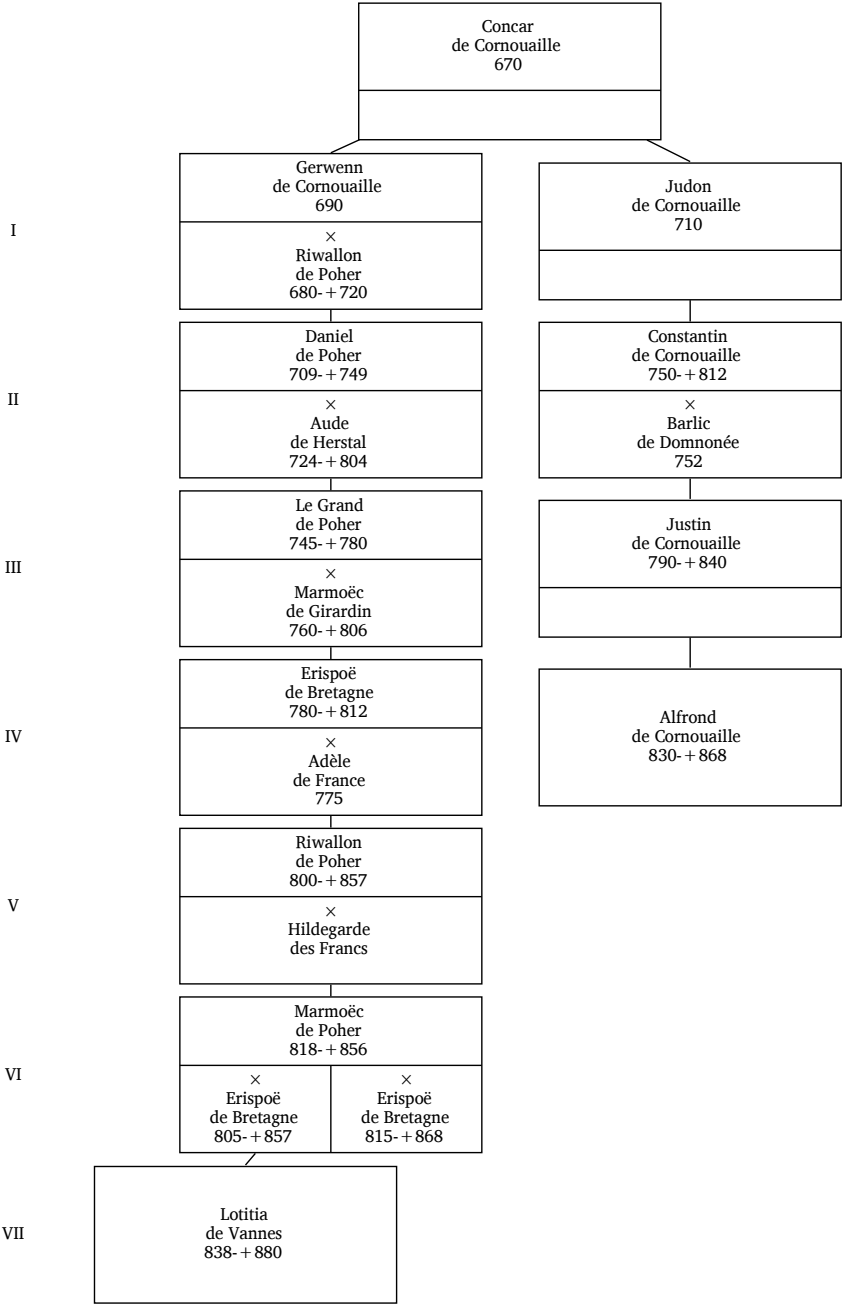 Concar
de Cornouaille
670
I
Gerwenn
de Cornouaille
690
×
Riwallon
de Poher
680-+720
Judon
de Cornouaille
710
II
Daniel
de Poher
709-+749
×
Aude
de Herstal
724-+804
Constantin
de Cornouaille
750-+812
×
Barlic
de Domnonée
752
III
Le Grand
de Poher
745-+780
×
Marmoëc
de Girardin
760-+806
Justin
de Cornouaille
790-+840
IV
Erispoë
de Bretagne
780-+812
×
Adèle
de France
775
Alfrond
de Cornouaille
830-+868
V
Riwallon
de Poher
800-+857
×
Hildegarde
des Francs
VI
Marmoëc
de Poher
818-+856
×
Erispoë
de Bretagne
805-+857
×
Erispoë
de Bretagne
815-+868
VII
Lotitia
de Vannes
838-+880